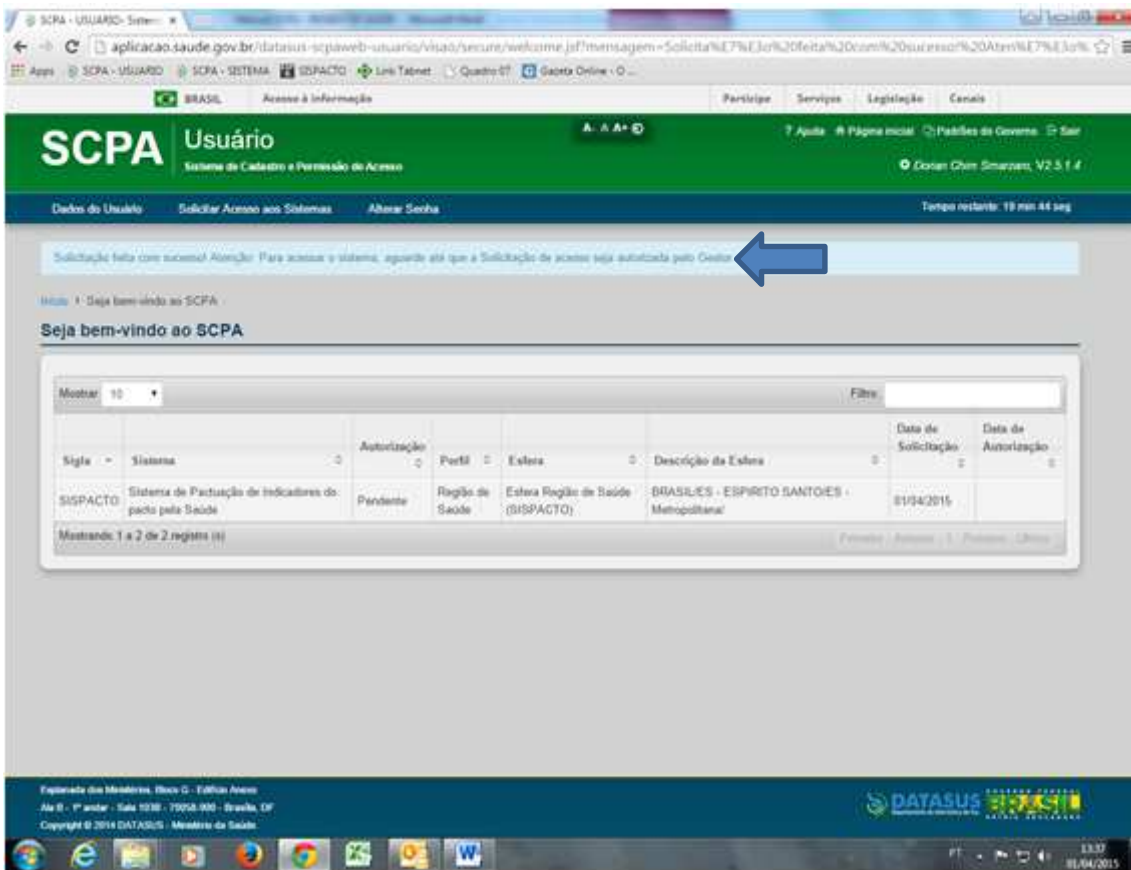 SCPA - USUARIO- Sistem
aplicacao.saude.gov.br/datasus-scpaweb-usuario/visao/secure/welcome.jsf?mensagem=Solicita%E7%E3o%20feita%20com%20sucesso!%20Aten%E7%E3o%
Apps SCPA - USUARIO SCPA - SISTEMA SISPACTO Link Tabnet Quadro 07 Gazeta Online - O ...
BRASIL Acesso à informação Participe Serviços Legislação Canais
SCPA Usuário A- A A+
Sistema de Cadastro e Permissão de Acesso
? Ajuda Página inicial Padrões de Governo Sair
Dorian Chim Smarzaro, V2.5.1.4
Dados do Usuário Solicitar Acesso aos Sistemas Alterar Senha Tempo restante: 19 min 44 seg
Solicitação feita com sucesso! Atenção: Para acessar o sistema, aguarde até que a Solicitação de acesso seja autorizada pelo Gestor
Início Seja bem-vindo ao SCPA
Seja bem-vindo ao SCPA
Mostrar 10 Filtro
Sigla Sistema Autorização Perfil Esfera Descrição da Esfera Data de Solicitação Data de Autorização
SISPACTO Sistema de Pactuação de Indicadores do pacto pela Saúde Pendente Região de Saúde Esfera Região de Saúde (SISPACTO) BRASIL/ES - ESPIRITO SANTO/ES - Metropolitana/ 01/04/2015
Mostrando 1 a 2 de 2 registro (s) Primeiro Anterior 1 Próximo Último
Esplanada dos Ministérios, Bloco G - Edifício Anexo
Ala B - 1º andar - Sala 103B - 70058-900 - Brasília, DF
Copyright © 2014 DATASUS - Ministério da Saúde
DATASUS BRASIL
PT 13:37
01/04/2015